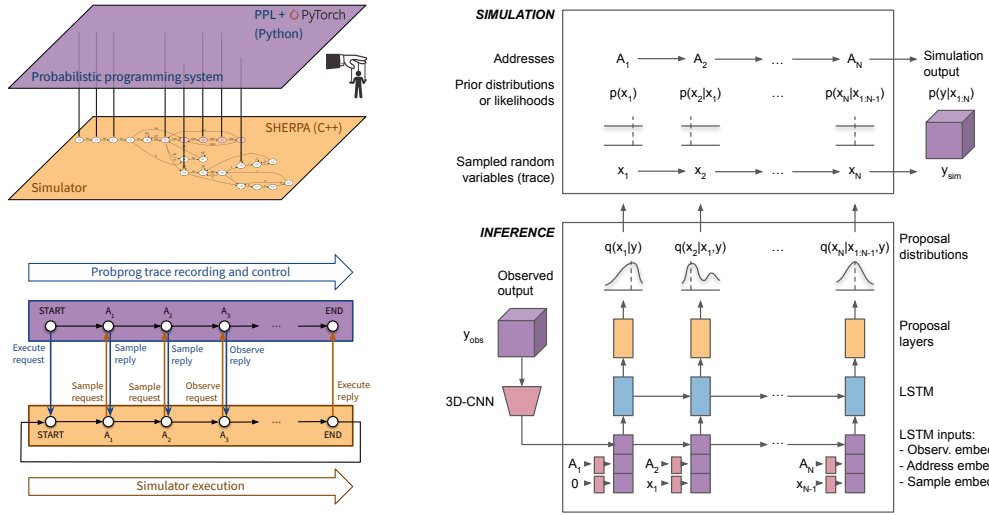 PPL + PyTorch
(Python)
Probabilistic programming system
SHERPA (C++)
Simulator
Probprog trace recording and control
START
A1
A2
A3
...
END
Execute
request
Sample
reply
Sample
reply
Observe
reply
Sample
request
Sample
request
Observe
request
Execute
reply
START
A1
A2
A3
...
END
Simulator execution
SIMULATION
Addresses
A1
A2
...
AN
Simulation
output
Prior distributions
or likelihoods
p(x1)
p(x2|x1)
...
p(xN|x1:N-1)
p(y|x1:N)
Sampled random
variables (trace)
x1
x2
...
xN
ysim
INFERENCE
q(x1|y)
q(x2|x1,y)
...
q(xN|x1:N-1,y)
Proposal
distributions
Observed
output
yobs
Proposal
layers
3D-CNN
...
LSTM
...
LSTM inputs:
- Observ. embed
- Address embed
- Sample embed
A1
A2
AN
0
x1
xN-1